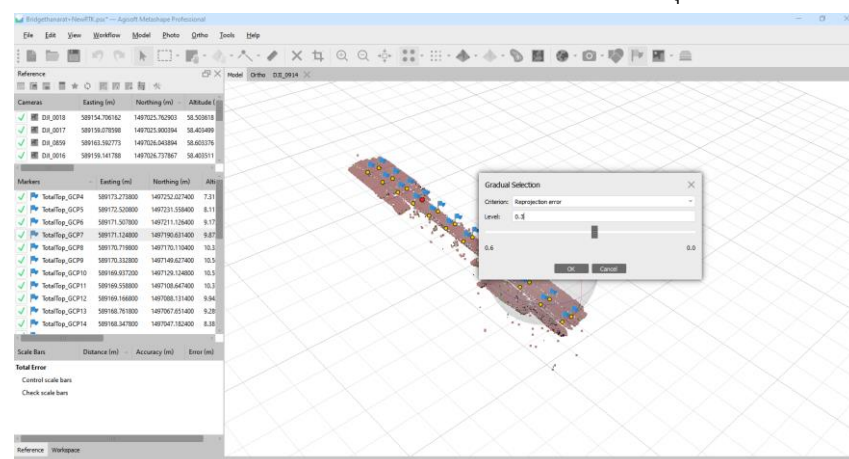 Bridgethanarat+NewRTK.psx* — Agisoft Metashape Professional
File Edit View Workflow Model Photo Ortho Tools Help
Reference
Model Ortho DJI_0914
Cameras Easting (m) Northing (m) Altitude (
DJI_0018 589154.706162 1497025.762903 58.503618
DJI_0017 589159.078598 1497025.900394 58.403499
DJI_0859 589163.592773 1497026.043894 58.603376
DJI_0016 589159.141788 1497026.737867 58.403511
Markers Easting (m) Northing (m) Alti
TotalTop_GCP4 589173.273800 1497252.027400 7.31
TotalTop_GCP5 589172.520800 1497231.558400 8.11
TotalTop_GCP6 589171.507800 1497211.126400 9.17
TotalTop_GCP7 589171.124800 1497190.631400 9.87
TotalTop_GCP8 589170.719800 1497170.110400 10.3
TotalTop_GCP9 589170.332800 1497149.627400 10.5
TotalTop_GCP10 589169.937200 1497129.124800 10.5
TotalTop_GCP11 589169.558800 1497108.647400 10.3
TotalTop_GCP12 589169.166800 1497088.131400 9.94
TotalTop_GCP13 589168.761800 1497067.651400 9.28
TotalTop_GCP14 589168.347800 1497047.182400 8.38
Scale Bars Distance (m) Accuracy (m) Error (m)
Total Error
Control scale bars
Check scale bars
Reference Workspace
Gradual Selection
Criterion: Reprojection error
Level: 0.3
0.6 0.0
OK Cancel